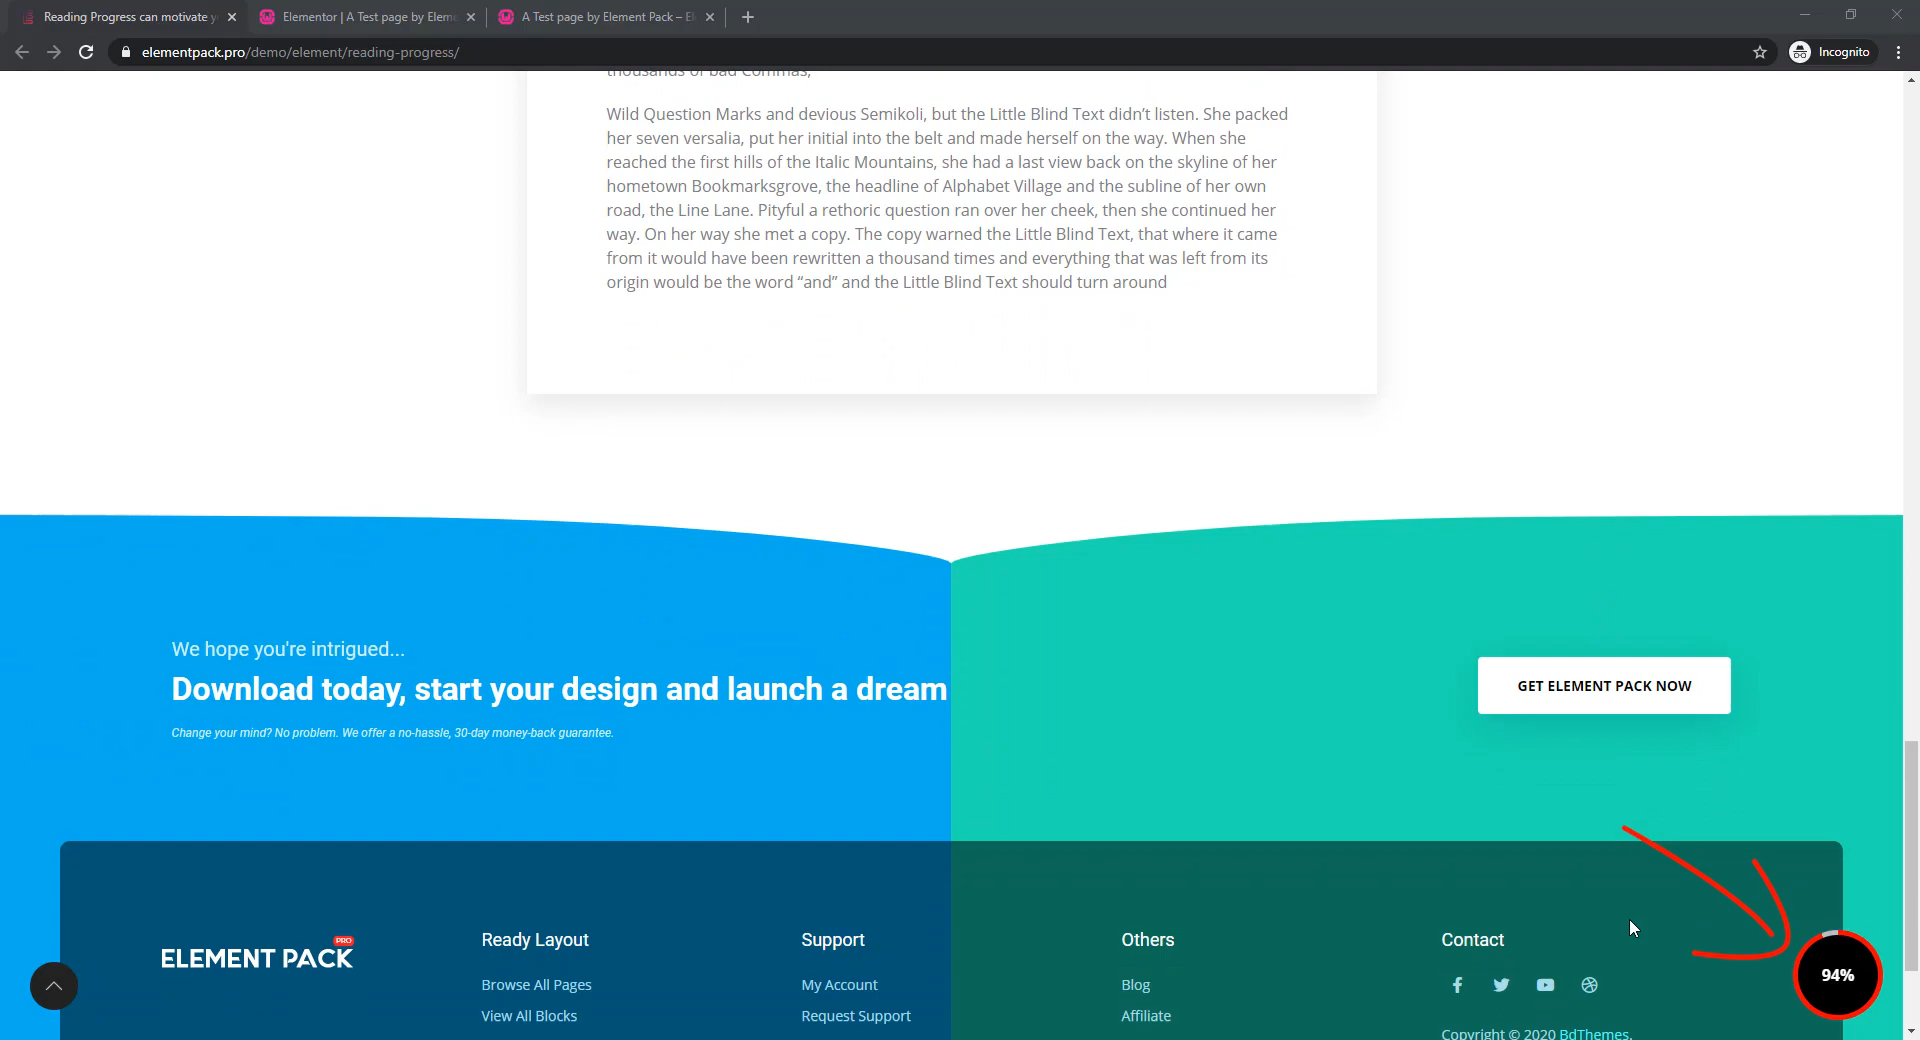 Reading Progress can motivate y
Elementor | A Test page by Elem
A Test page by Element Pack – El
elementpack.pro/demo/element/reading-progress/
Incognito
thousands of bad Commas,
Wild Question Marks and devious Semikoli, but the Little Blind Text didn’t listen. She packed
her seven versalia, put her initial into the belt and made herself on the way. When she
reached the first hills of the Italic Mountains, she had a last view back on the skyline of her
hometown Bookmarksgrove, the headline of Alphabet Village and the subline of her own
road, the Line Lane. Pityful a rethoric question ran over her cheek, then she continued her
way. On her way she met a copy. The copy warned the Little Blind Text, that where it came
from it would have been rewritten a thousand times and everything that was left from its
origin would be the word “and” and the Little Blind Text should turn around
We hope you're intrigued...
Download today, start your design and launch a dream
Change your mind? No problem. We offer a no-hassle, 30-day money-back guarantee.
GET ELEMENT PACK NOW
ELEMENT PACK PRO
Ready Layout
Browse All Pages
View All Blocks
Support
My Account
Request Support
Others
Blog
Affiliate
Contact
Copyright © 2020 BdThemes.
94%